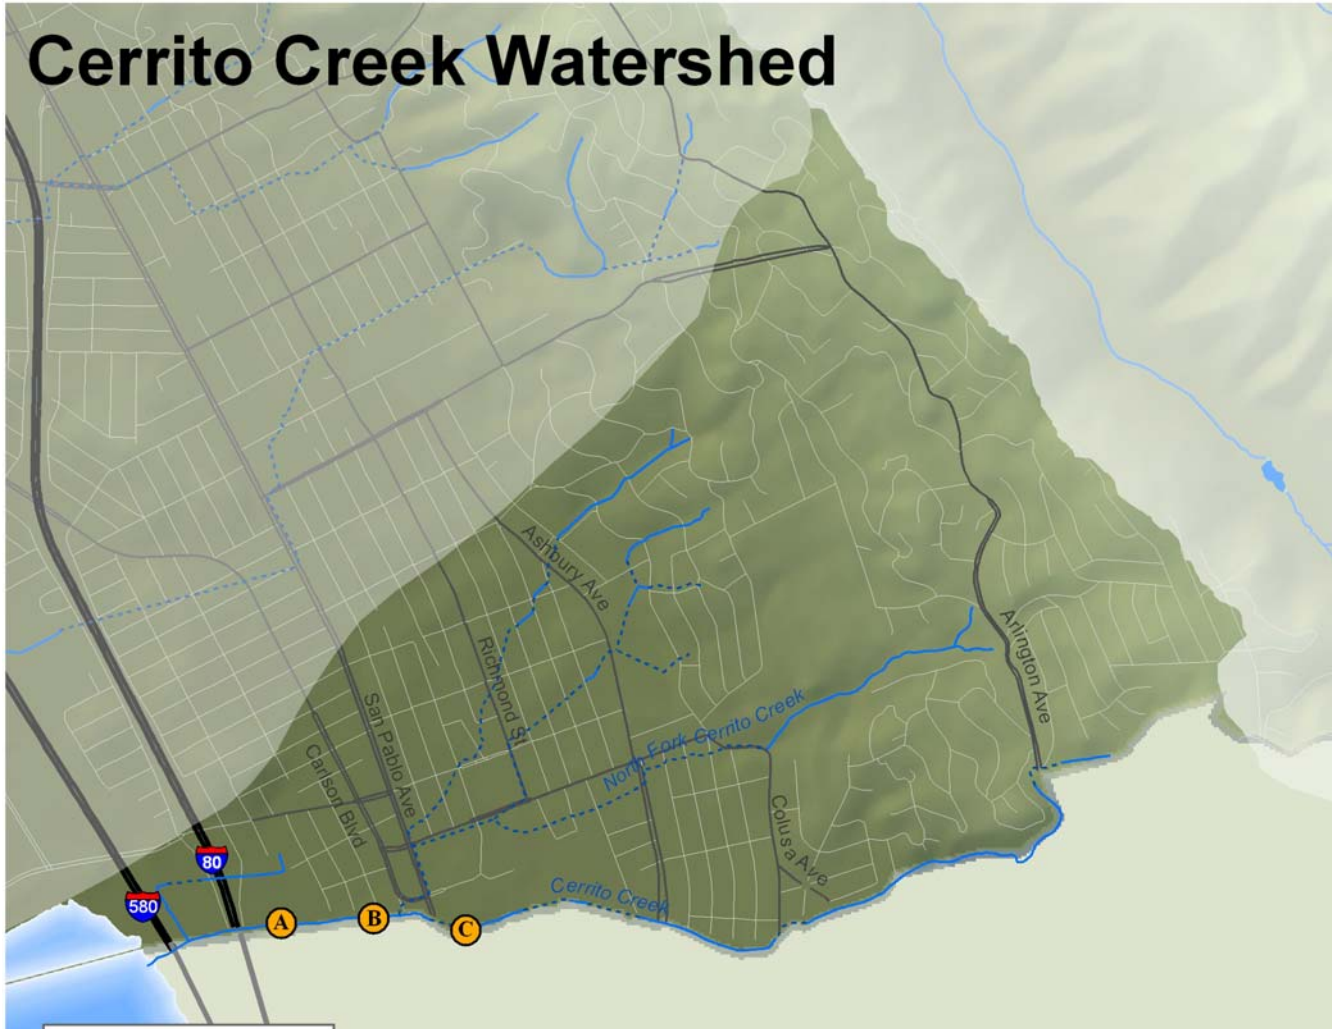 Cerrito Creek Watershed
Ashbury Ave
Richmond St
Arlington Ave
San Pablo Ave
North Fork Cerrito Creek
Carlson Blvd
Colusa Ave
80
580
Cerrito Creek
A
B
C